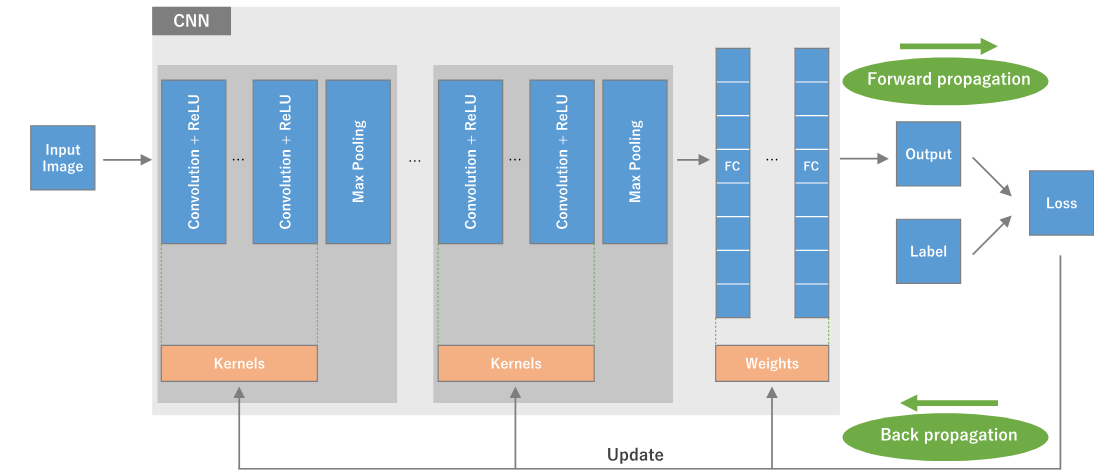 CNN
Forward propagation
Input
Image
Convolution + ReLU
...
Convolution + ReLU
Max Pooling
...
Convolution + ReLU
...
Convolution + ReLU
Max Pooling
FC
...
FC
Output
Label
Loss
Kernels
Kernels
Weights
Back propagation
Update